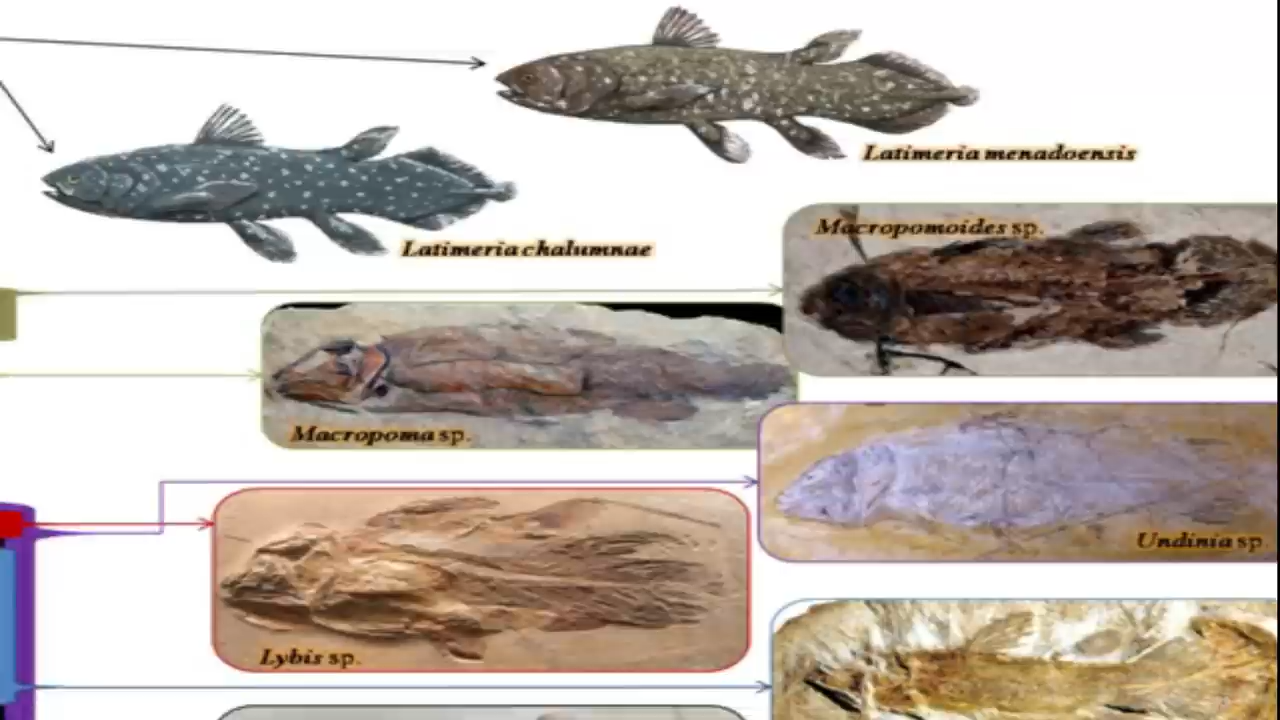 Latimeria menadoensis
Latimeria chalumnae
Macropomoides sp.
Macropoma sp.
Undinia sp.
Lybis sp.